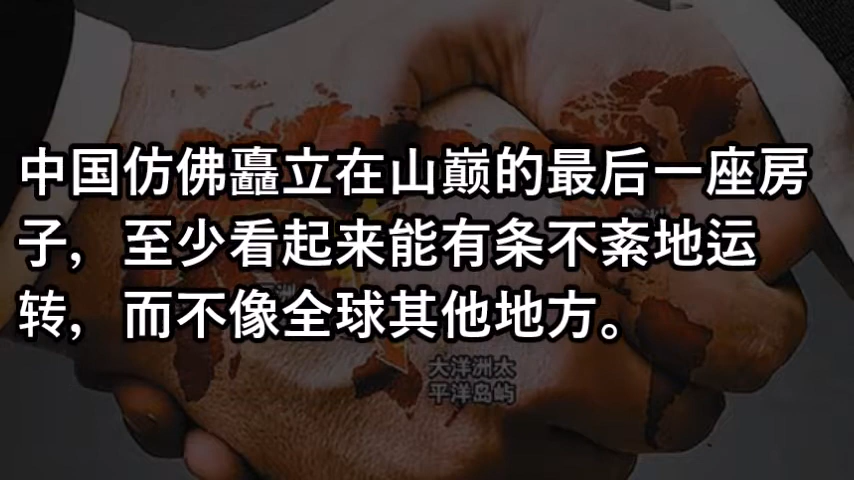 中国仿佛矗立在山巅的最后一座房
子，至少看起来能有条不紊地运
转，而不像全球其他地方。
大洋洲太
平洋岛屿